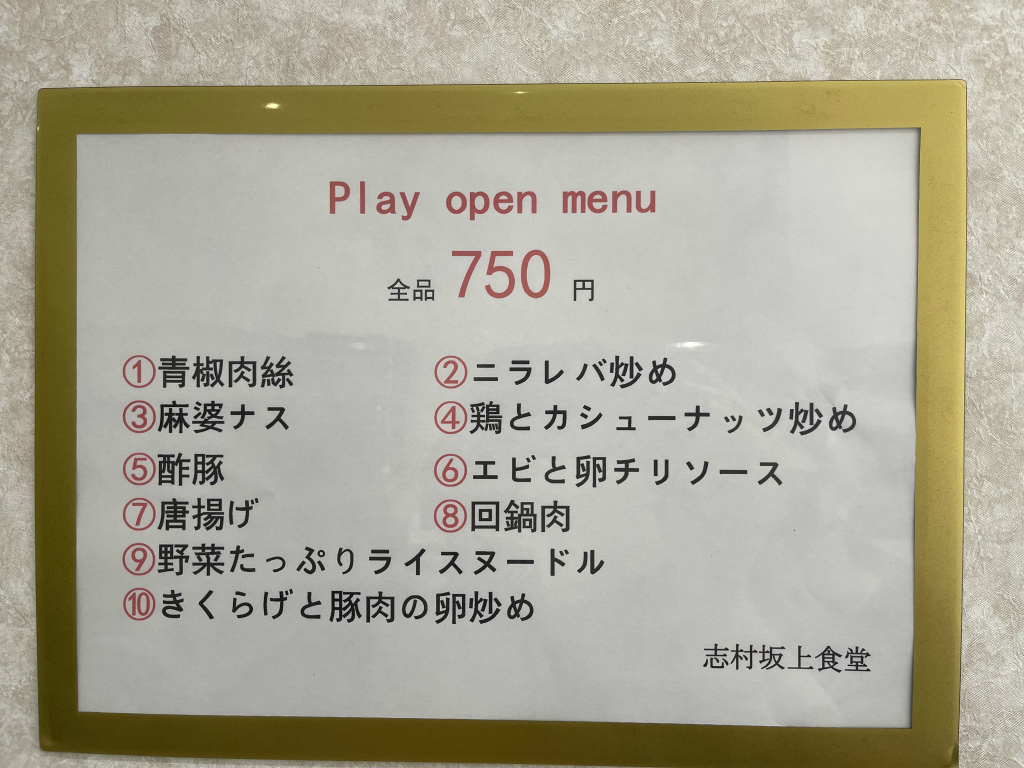 Play open menu
全品 750 円
①青椒肉絲 ②ニラレバ炒め
③麻婆ナス ④鶏とカシューナッツ炒め
⑤酢豚 ⑥エビと卵チリソース
⑦唐揚げ ⑧回鍋肉
⑨野菜たっぷりライスヌードル
⑩きくらげと豚肉の卵炒め
志村坂上食堂